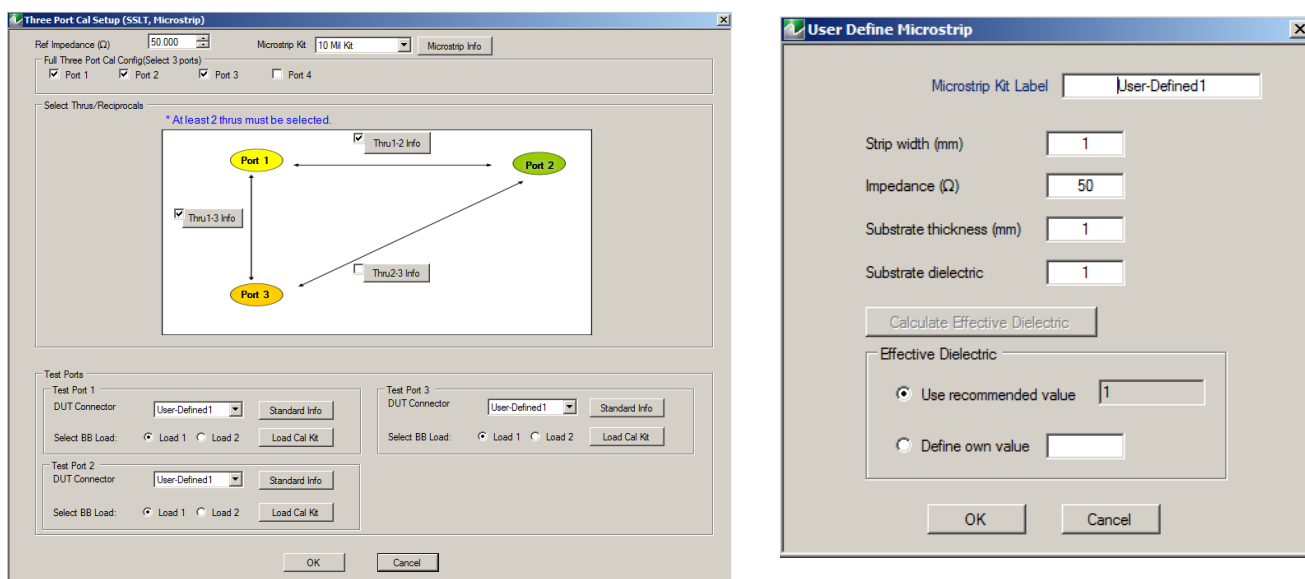 Three Port Cal Setup (SSLT, Microstrip)
Ref Impedance (Ω) 50.000 Microstrip Kit 10 Mil Kit Microstrip Info
Full Three Port Cal Config(Select 3 ports)
Port 1 Port 2 Port 3 Port 4
Select Thrus/Reciprocals
* At least 2 thrus must be selected.
Thru1-2 Info
Port 1
Port 2
Thru1-3 Info
Thru2-3 Info
Port 3
Test Ports
Test Port 1
DUT Connector User-Defined1 Standard Info
Select BB Load: Load 1 Load 2 Load Cal Kit
Test Port 3
DUT Connector User-Defined1 Standard Info
Select BB Load: Load 1 Load 2 Load Cal Kit
Test Port 2
DUT Connector User-Defined1 Standard Info
Select BB Load: Load 1 Load 2 Load Cal Kit
OK Cancel
User Define Microstrip
Microstrip Kit Label User-Defined1
Strip width (mm) 1
Impedance (Ω) 50
Substrate thickness (mm) 1
Substrate dielectric 1
Calculate Effective Dielectric
Effective Dielectric
Use recommended value 1
Define own value
OK Cancel